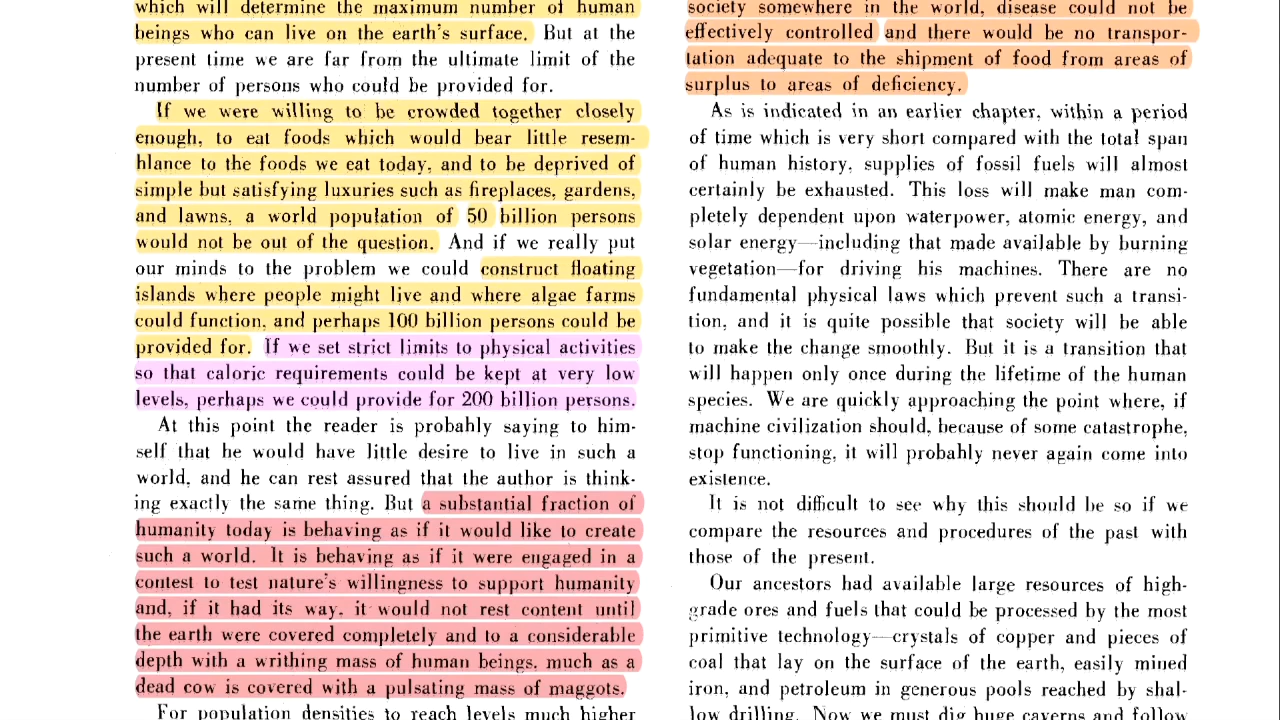 which will determine the maximum number of human
beings who can live on the earth's surface. But at the
present time we are far from the ultimate limit of the
number of persons who could be provided for.
If we were willing to be crowded together closely
enough, to eat foods which would bear little resem-
blance to the foods we eat today, and to be deprived of
simple but satisfying luxuries such as fireplaces, gardens,
and lawns, a world population of 50 billion persons
would not be out of the question. And if we really put
our minds to the problem we could construct floating
islands where people might live and where algae farms
could function, and perhaps 100 billion persons could be
provided for. If we set strict limits to physical activities
so that caloric requirements could be kept at very low
levels, perhaps we could provide for 200 billion persons.
At this point the reader is probably saying to him-
self that he would have little desire to live in such a
world, and he can rest assured that the author is think-
ing exactly the same thing. But a substantial fraction of
humanity today is behaving as if it would like to create
such a world. It is behaving as if it were engaged in a
contest to test nature's willingness to support humanity
and, if it had its way, it would not rest content until
the earth were covered completely and to a considerable
depth with a writhing mass of human beings, much as a
dead cow is covered with a pulsating mass of maggots.
For population densities to reach levels much higher
society somewhere in the world, disease could not be
effectively controlled and there would be no transpor-
tation adequate to the shipment of food from areas of
surplus to areas of deficiency.
As is indicated in an earlier chapter, within a period
of time which is very short compared with the total span
of human history, supplies of fossil fuels will almost
certainly be exhausted. This loss will make man com-
pletely dependent upon waterpower, atomic energy, and
solar energy—including that made available by burning
vegetation—for driving his machines. There are no
fundamental physical laws which prevent such a transi-
tion, and it is quite possible that society will be able
to make the change smoothly. But it is a transition that
will happen only once during the lifetime of the human
species. We are quickly approaching the point where, if
machine civilization should, because of some catastrophe,
stop functioning, it will probably never again come into
existence.
It is not difficult to see why this should be so if we
compare the resources and procedures of the past with
those of the present.
Our ancestors had available large resources of high-
grade ores and fuels that could be processed by the most
primitive technology—crystals of copper and pieces of
coal that lay on the surface of the earth, easily mined
iron, and petroleum in generous pools reached by shal-
low drilling. Now we must dig huge caverns and follow